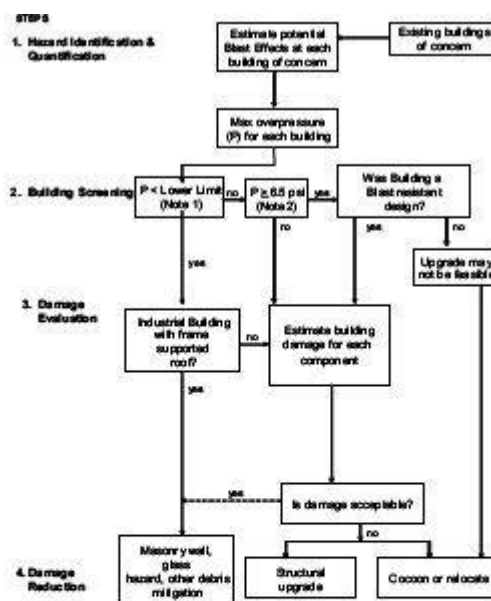 STEPS
1. Hazard Identification &
Quantification
Estimate potential
Blast Effects at each
building of concern
Existing buildings
of concern
Max overpressure
(P) for each building
2. Building Screening
P < Lower Limit
(Note 1)
no
P ≥ 6.5 psi
(Note 2)
yes
Was Building a
Blast resistant
design?
yes
no
yes
no
Upgrade may
not be feasible
3. Damage
Evaluation
Industrial Building
with frame
supported
roof?
no
Estimate building
damage for each
component
yes
yes
Is damage acceptable?
no
4. Damage
Reduction
Masonry wall,
glass
hazard, other debris
mitigation
Structural
upgrade
Cocoon or relocate